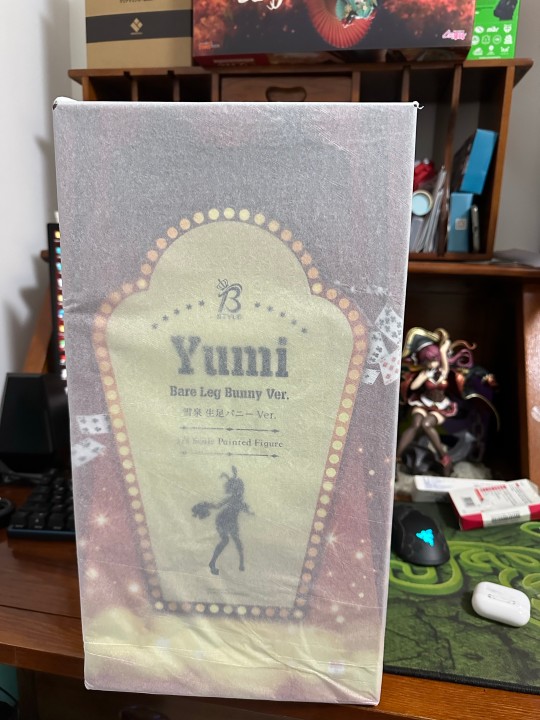 B
STYLE
Yumi
Bare Leg Bunny Ver.
雪泉 生足バニーVer.
1/4 Scale Painted Figure